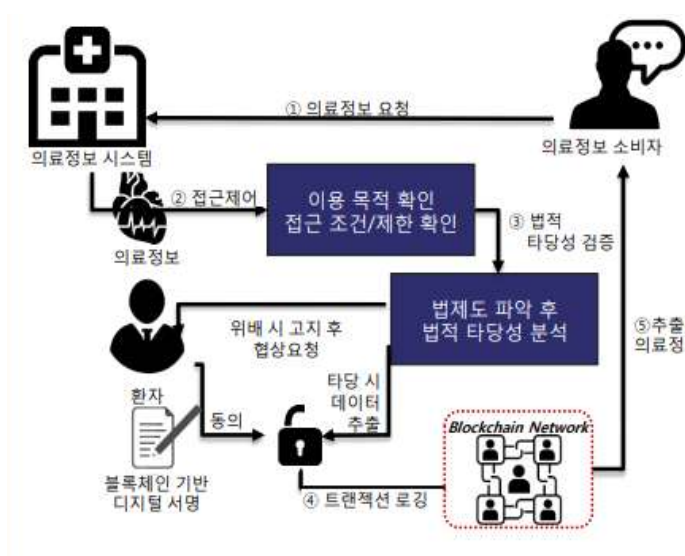 ① 의료정보 요청
의료정보 시스템
의료정보 소비자
② 접근제어
이용 목적 확인
접근 조건/제한 확인
③ 법적
타당성 검증
의료정보
법제도 파악 후
법적 타당성 분석
위배 시 고지 후
협상요청
⑤추출
의료정
타당 시
데이터
추출
환자
동의
Blockchain Network
블록체인 기반
디지털 서명
④ 트랜젝션 로깅